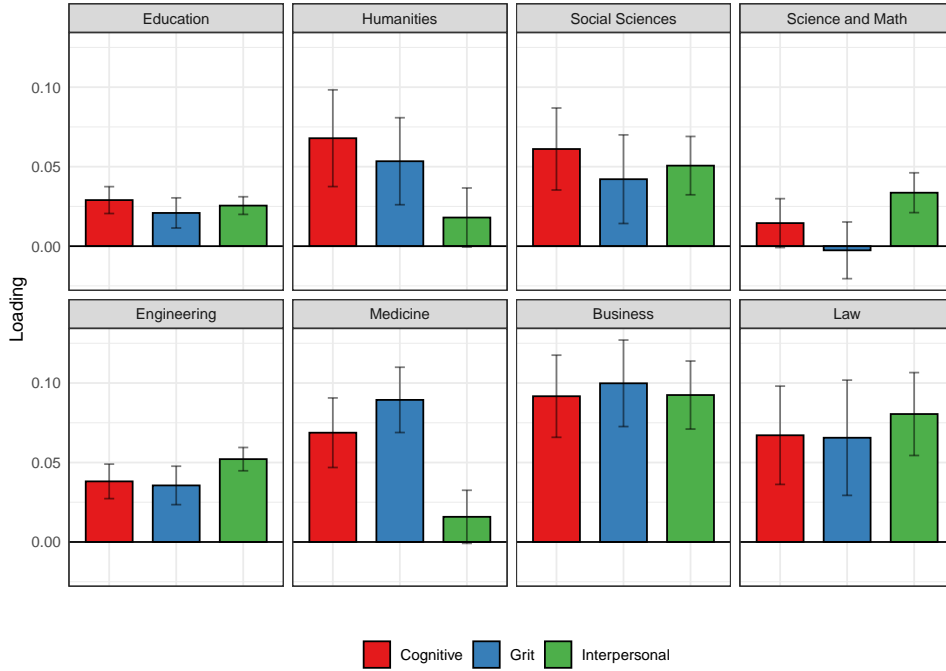 Education Humanities Social Sciences Science and Math
0.10
0.05
0.00
Loading
Engineering Medicine Business Law
0.10
0.05
0.00
Cognitive Grit Interpersonal